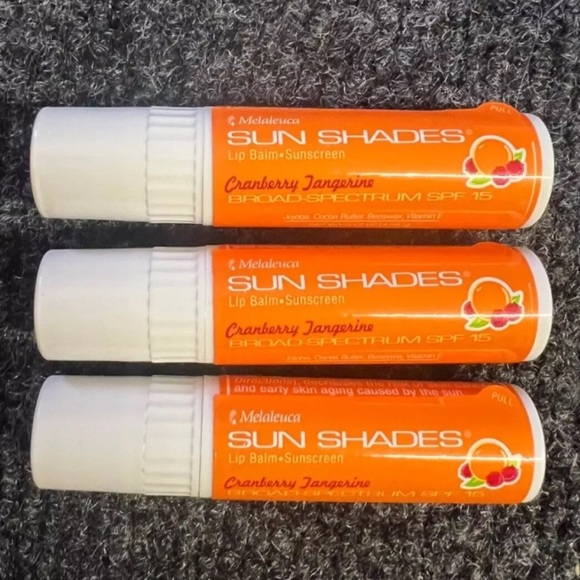 Melaleuca
PULL
SUN SHADES®
Lip Balm•Sunscreen
Cranberry Tangerine
BROAD-SPECTRUM SPF 15
Jojoba, Cocoa Butter, Beeswax, Vitamin E
Melaleuca
SUN SHADES®
Lip Balm•Sunscreen
Cranberry Tangerine
BROAD-SPECTRUM SPF 15
Jojoba, Cocoa Butter, Beeswax, Vitamin E
Directions), decreases the risk of
and early skin aging caused by the sun
PULL
Melaleuca
SUN SHADES®
Lip Balm•Sunscreen
Cranberry Tangerine
BROAD-SPECTRUM SPF 15